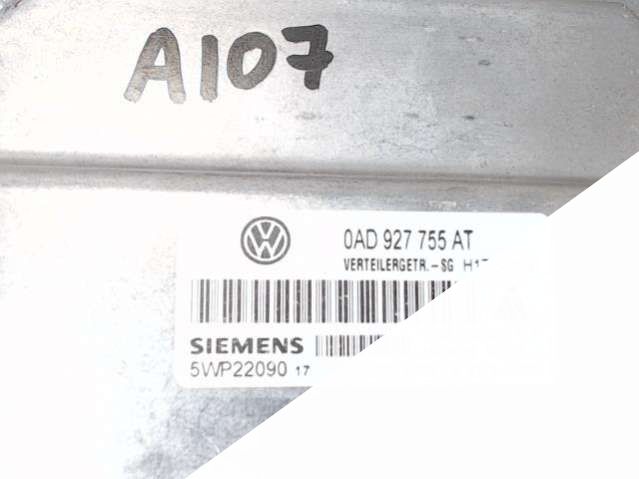 A107
0AD 927 755 AT
VERTEILERGETR.-SG
SIEMENS
5WP22090 17